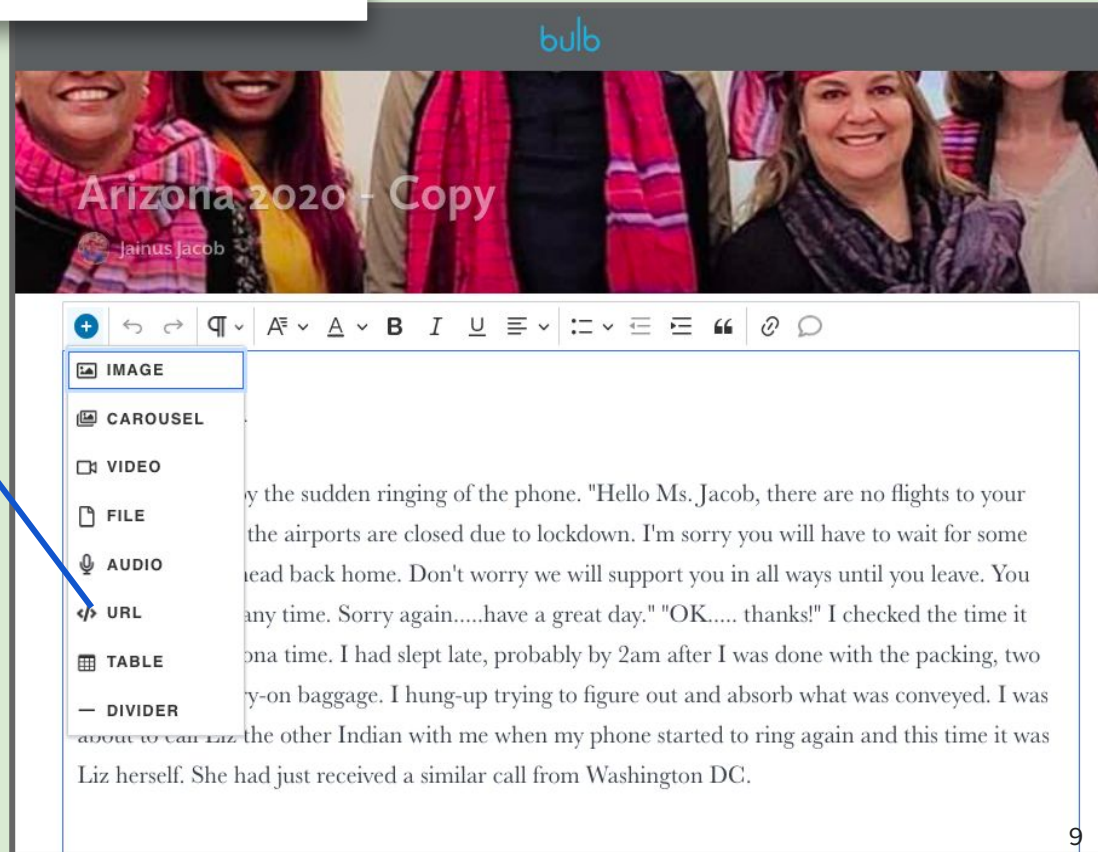 bulb
Arizona 2020 - Copy
Jainus Jacob
IMAGE
CAROUSEL
VIDEO
FILE
AUDIO
URL
TABLE
DIVIDER
the sudden ringing of the phone. "Hello Ms. Jacob, there are no flights to your
the airports are closed due to lockdown. I'm sorry you will have to wait for some
back home. Don't worry we will support you in all ways until you leave. You
any time. Sorry again.....have a great day." "OK..... thanks!" I checked the time it
time. I had slept late, probably by 2am after I was done with the packing, two
baggage. I hung-up trying to figure out and absorb what was conveyed. I was
about to call Liz the other Indian with me when my phone started to ring again and this time it was
Liz herself. She had just received a similar call from Washington DC.
9